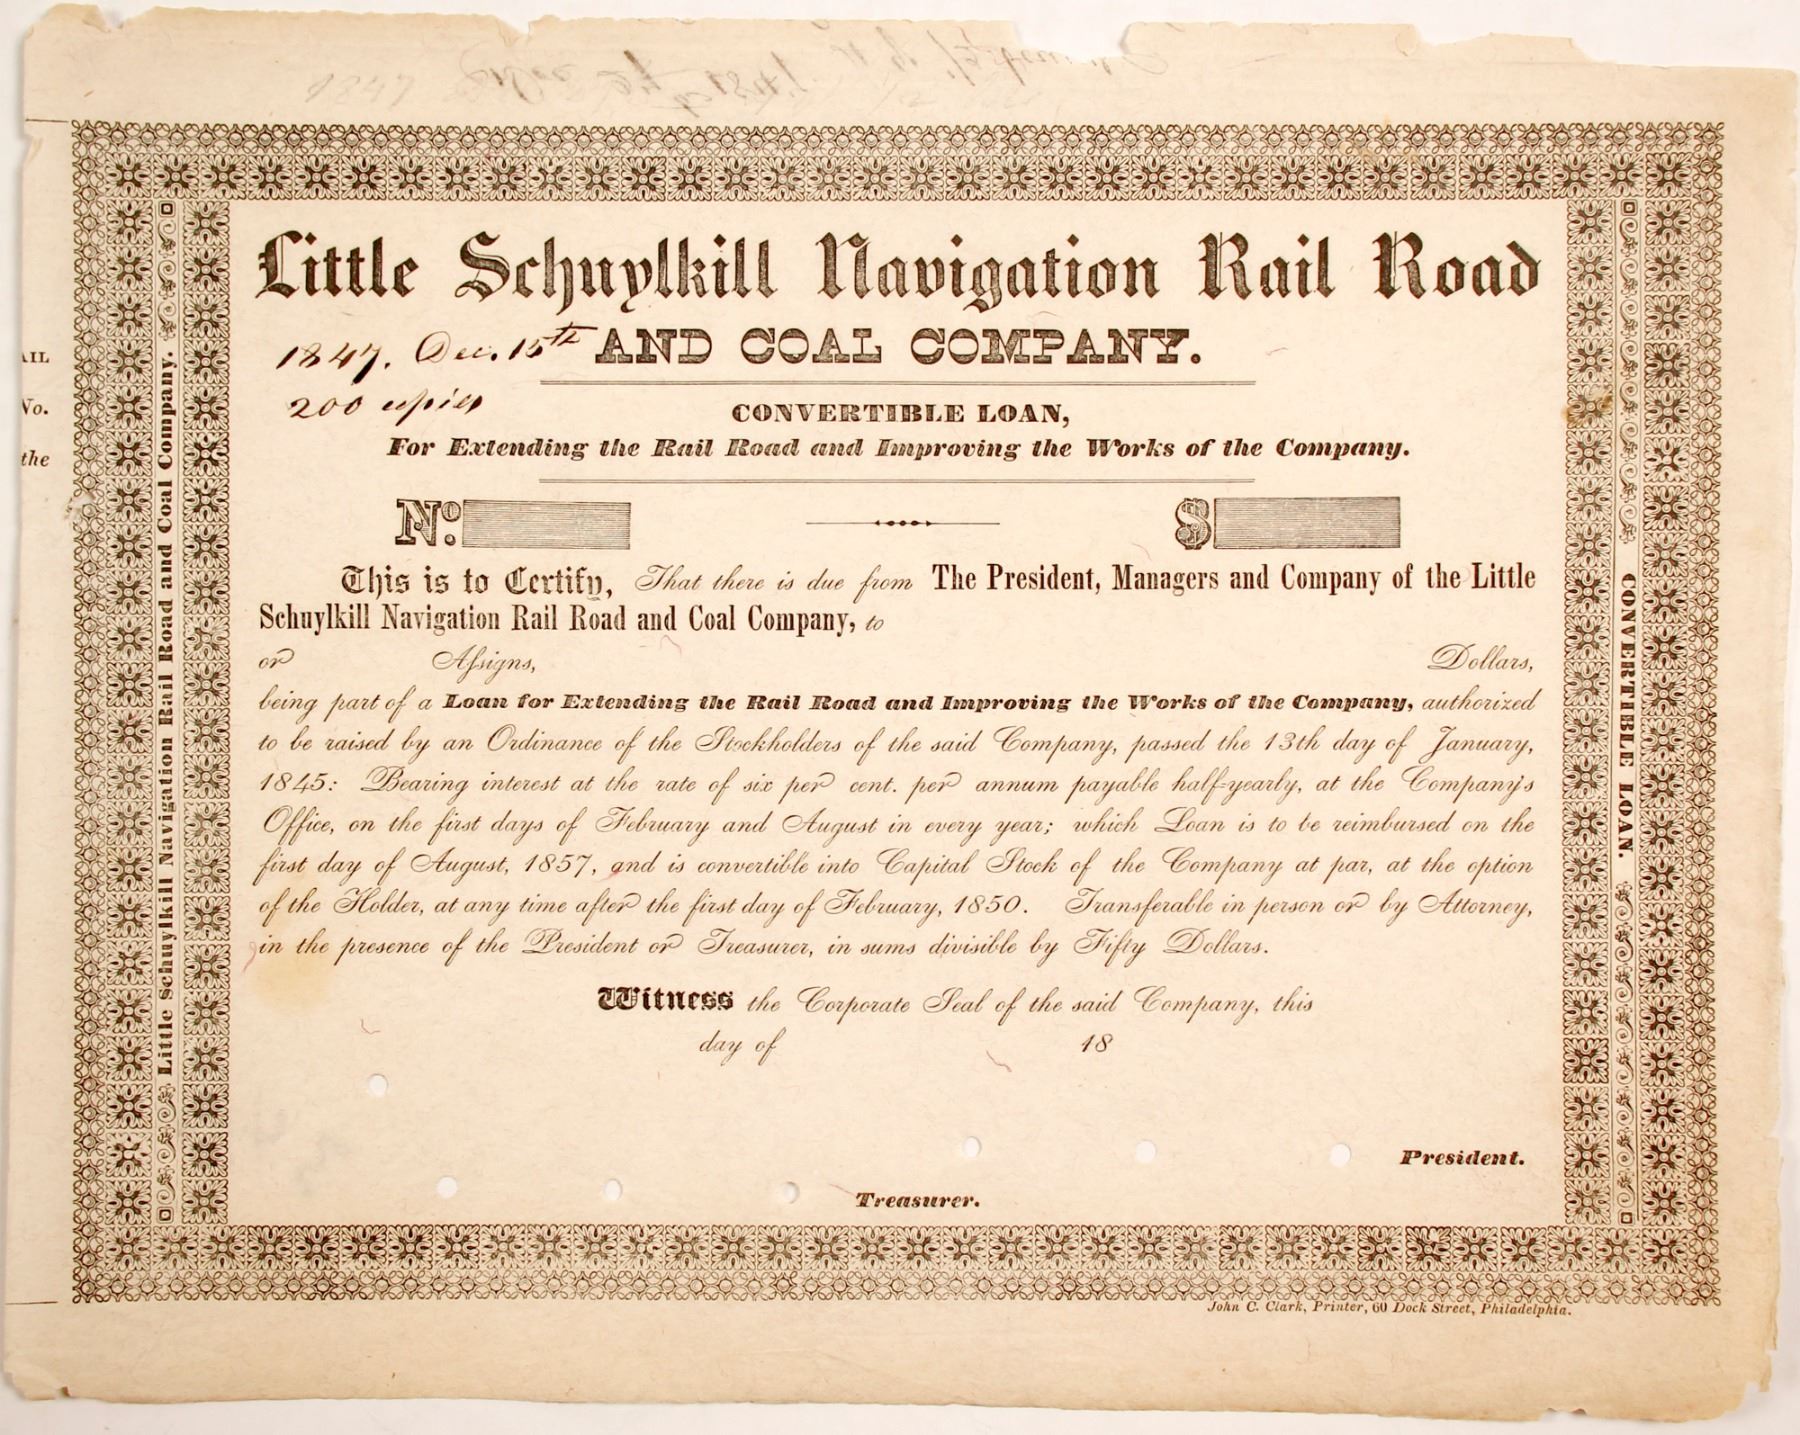 1847
1847
Little Schuylkill Navigation Rail Road
1847. Dec. 15th AND COAL COMPANY.
200 copies
CONVERTIBLE LOAN,
For Extending the Rail Road and Improving the Works of the Company.
No. $
This is to Certify, That there is due from The President, Managers and Company of the Little
Schuylkill Navigation Rail Road and Coal Company, to
or Assigns, Dollars,
being part of a Loan for Extending the Rail Road and Improving the Works of the Company, authorized
to be raised by an Ordinance of the Stockholders of the said Company, passed the 13th day of January,
1845: Bearing interest at the rate of six per cent. per annum payable half-yearly, at the Company's
Office, on the first days of February and August in every year; which Loan is to be reimbursed on the
first day of August, 1857, and is convertible into Capital Stock of the Company at par, at the option
of the Holder, at any time after the first day of February, 1850. Transferable in person or by Attorney,
in the presence of the President or Treasurer, in sums divisible by Fifty Dollars.
Witness the Corporate Seal of the said Company, this
day of 18
President.
Treasurer.
John C. Clark, Printer, 60 Dock Street, Philadelphia.
Little Schuylkill Navigation Rail Road and Coal Company.
CONVERTIBLE LOAN.
AIL
No.
the